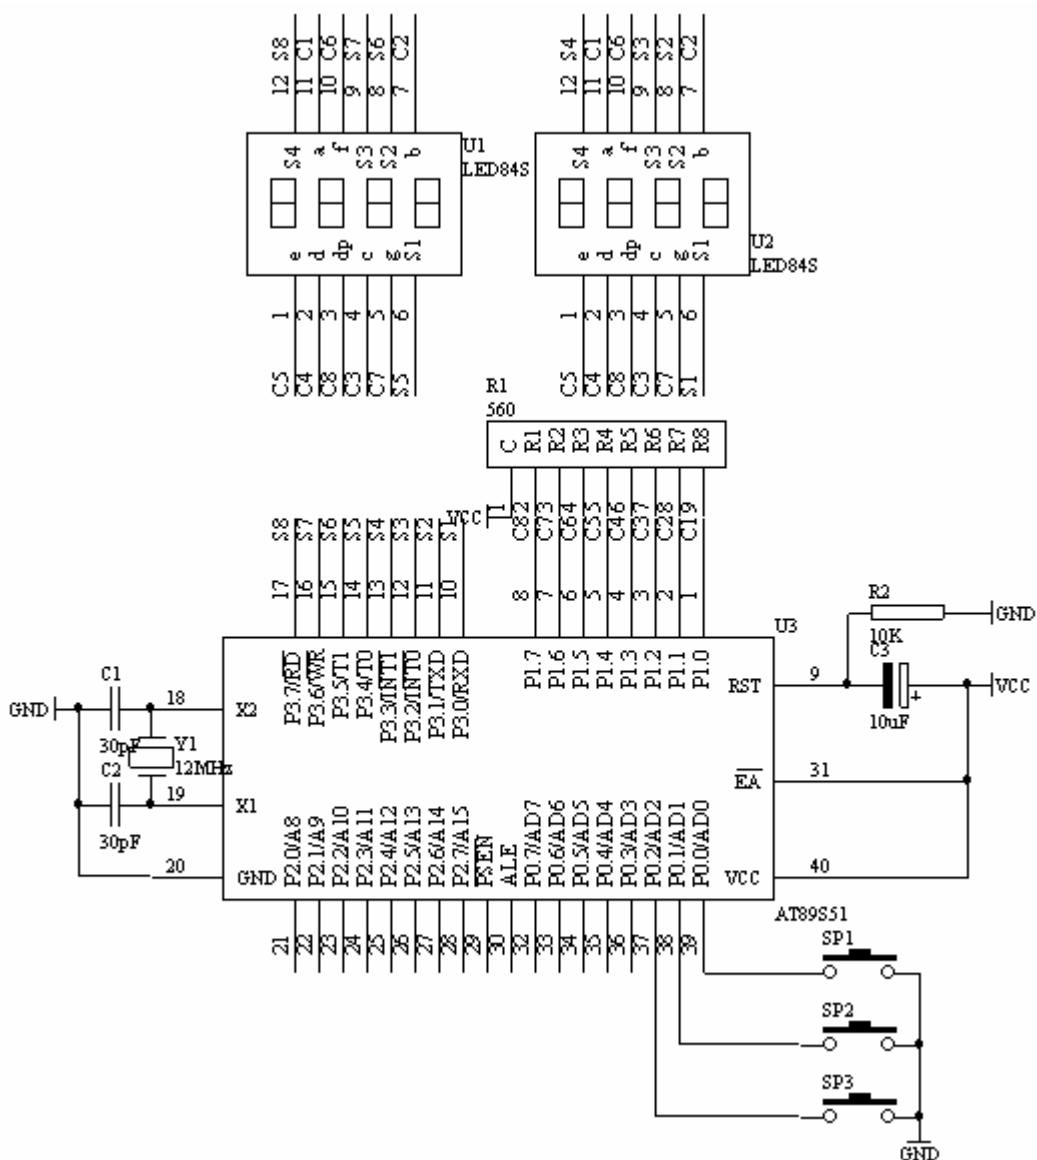 S8 C1 C6 S7 S6 C2
12 11 10 9 8 7
S4 C1 C6 S3 S2 C2
12 11 10 9 8 7
S4 a f S3 S2 b
U1
LED84S
S4 a f S3 S2 b
e d dp c g S1
e d dp c g S1
U2
LED84S
1 2 3 4 5 6
1 2 3 4 5 6
C5 C4 C8 C3 C7 S5
C5 C4 C8 C3 C7 S1
R1
560
C R1 R2 R3 R4 R5 R6 R7 R8
VCC
1
C82 C73 C64 C55 C46 C37 C28 C19
S8 S7 S6 S5 S4 S3 S2 S1
17 16 15 14 13 12 11 10
8 7 6 5 4 3 2 1
R2
10K
GND
U3
P3.7/RD P3.6/WR P3.5/T1 P3.4/T0 P3.3/INT1 P3.2/INT0 P3.1/TXD P3.0/RXD
P1.7 P1.6 P1.5 P1.4 P1.3 P1.2 P1.1 P1.0
RST
9
C3
10uF
+
VCC
GND
C1
30pF
18
X2
Y1
12MHz
C2
30pF
19
X1
EA
31
20
GND
P2.0/A8 P2.1/A9 P2.2/A10 P2.3/A11 P2.4/A12 P2.5/A13 P2.6/A14 P2.7/A15 PSEN ALE P0.7/AD7 P0.6/AD6 P0.5/AD5 P0.4/AD4 P0.3/AD3 P0.2/AD2 P0.1/AD1 P0.0/AD0
VCC
40
AT89S51
21 22 23 24 25 26 27 28 29 30 32 33 34 35 36 37 38 39
SP1
SP2
SP3
GND